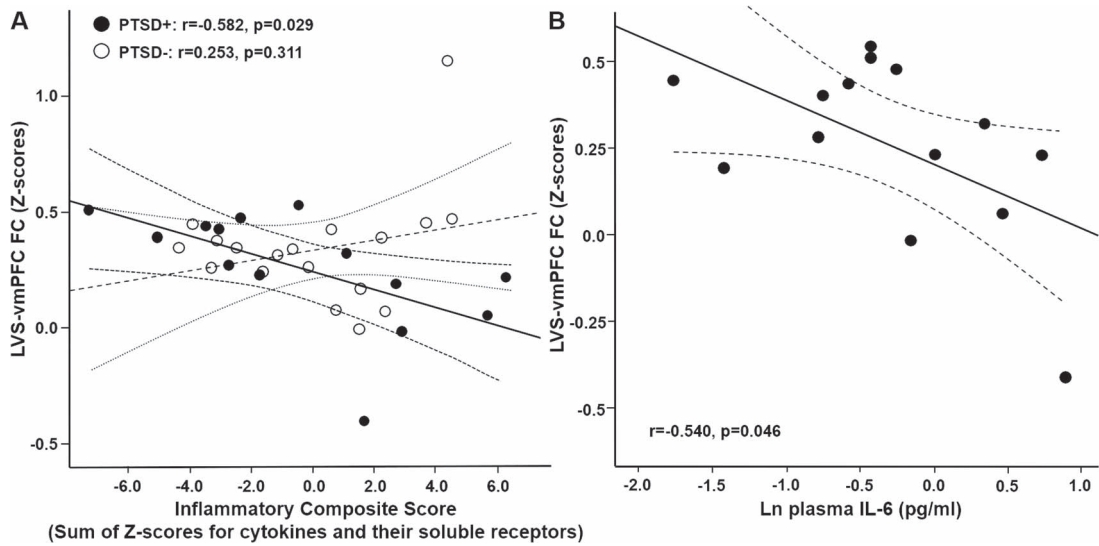 A
PTSD+: r=-0.582, p=0.029
PTSD-: r=0.253, p=0.311
LVS-vmPFC FC (Z-scores)
1.0
0.5
0.0
-0.5
-6.0 -4.0 -2.0 0.0 2.0 4.0 6.0
Inflammatory Composite Score
(Sum of Z-scores for cytokines and their soluble receptors)
B
LVS-vmPFC FC (Z-scores)
0.5
0.25
0.0
-0.25
-0.5
r=-0.540, p=0.046
-2.0 -1.5 -1.0 -0.5 0.0 0.5 1.0
Ln plasma IL-6 (pg/ml)